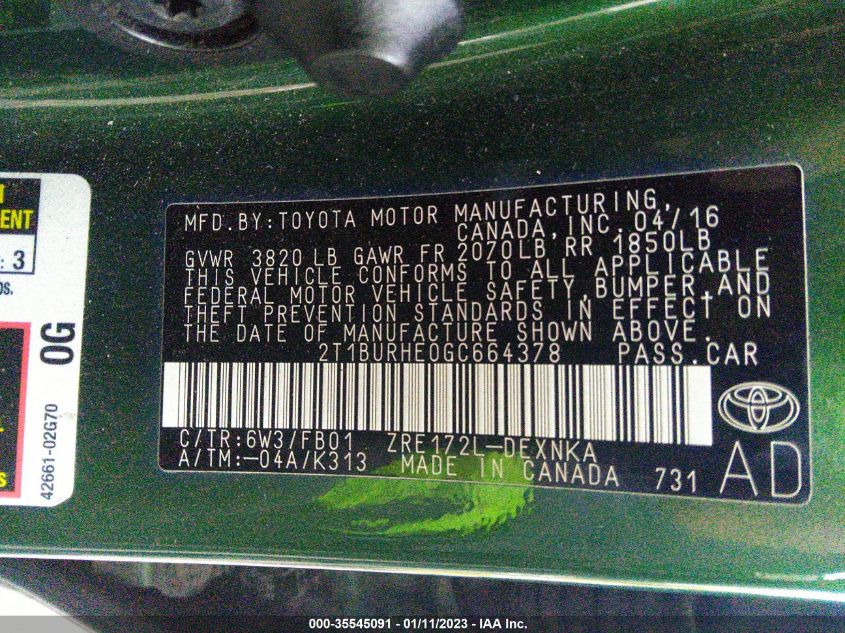 MFD.BY:TOYOTA MOTOR MANUFACTURING,
CANADA,INC. 04/16
GVWR 3820 LB GAWR FR 2070LB RR 1850LB
THIS VEHICLE CONFORMS TO ALL APPLICABLE
FEDERAL MOTOR VEHICLE SAFETY,BUMPER,AND
THEFT PREVENTION STANDARDS IN EFFECT ON
THE DATE OF MANUFACTURE SHOWN ABOVE.
2T1BURHE0GC664378 PASS.CAR
C/TR:6W3/FB01 ZRE172L-DEXNKA
A/TM:-04A/K313 MADE IN CANADA 731
AD
: 3
0G
42661-02G70
000-35545091 - 01/11/2023 - IAA Inc.